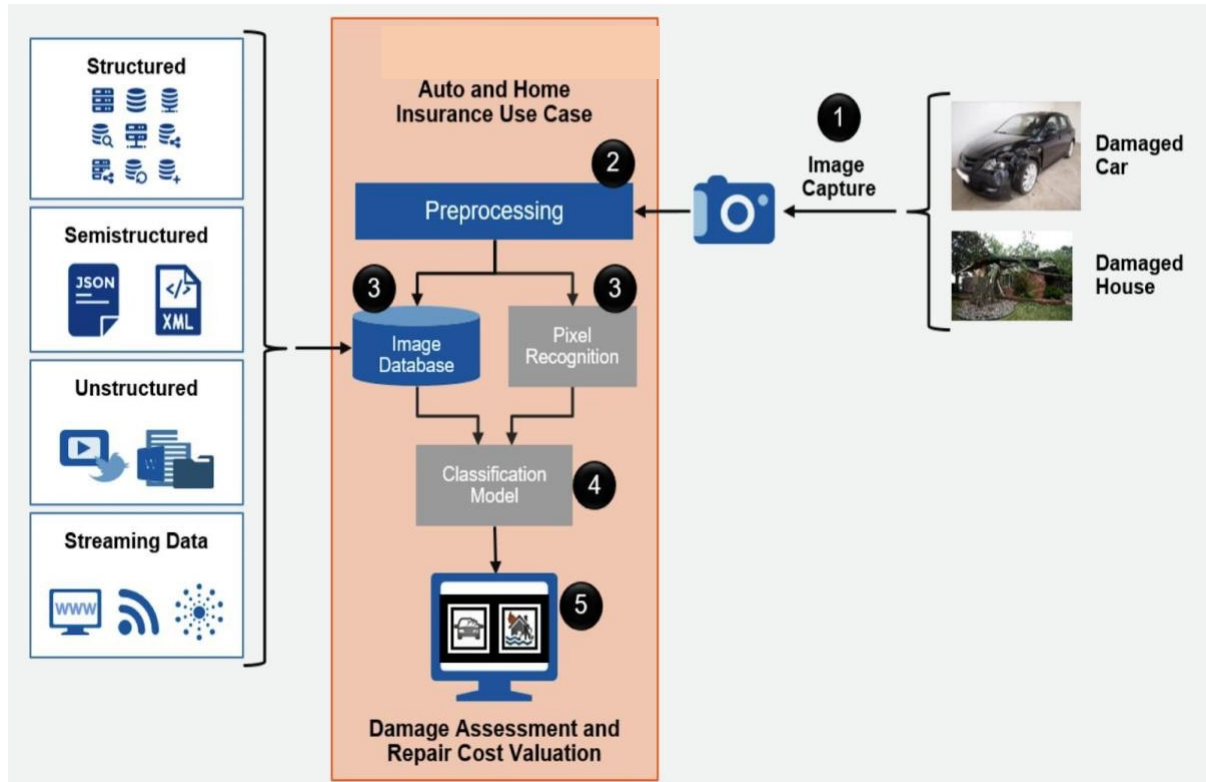 Structured
Semistructured
JSON
</>
XML
Unstructured
W
Streaming Data
www
Auto and Home
Insurance Use Case
2
Preprocessing
3
Image
Database
3
Pixel
Recognition
Classification
Model
4
5
Damage Assessment and
Repair Cost Valuation
1
Image
Capture
Damaged
Car
Damaged
House